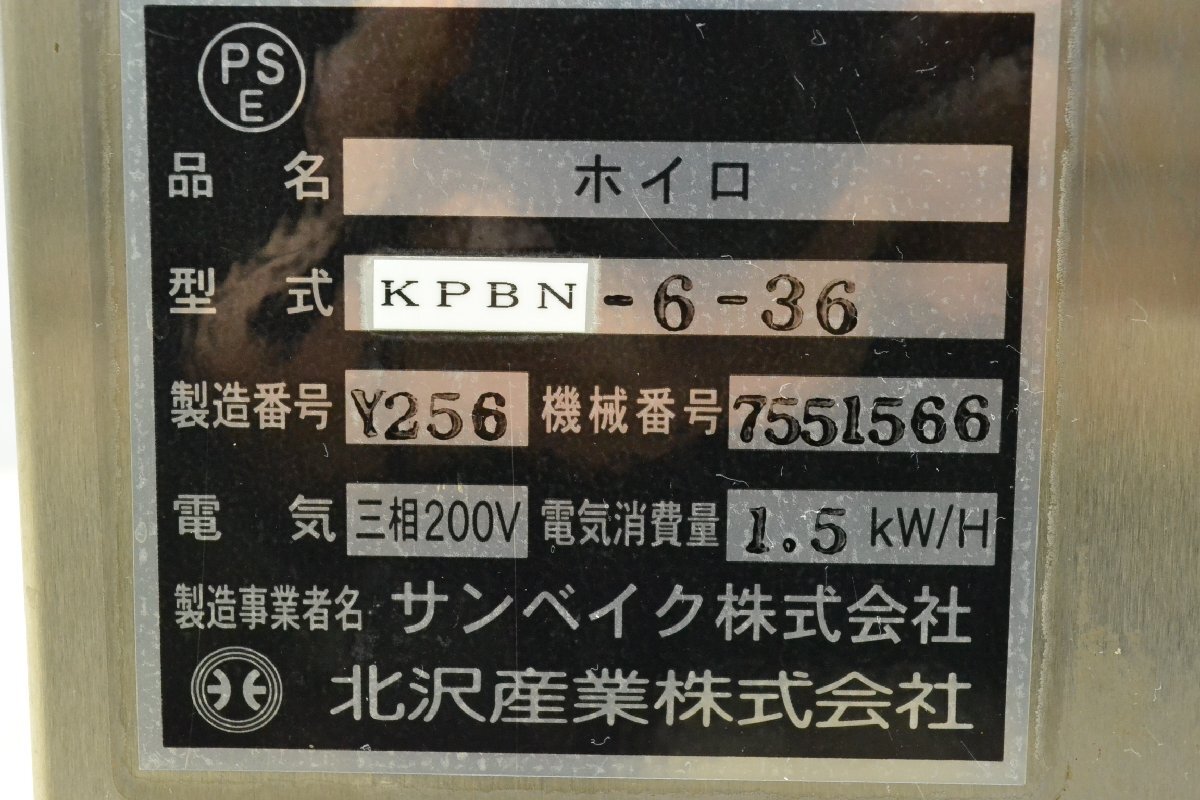 PS
E
品名 ホイロ
型式 KPBN-6-36
製造番号 Y256 機械番号 7551566
電気 三相200V 電気消費量 1.5 kW/H
製造事業者名 サンベイク株式会社
北沢産業株式会社